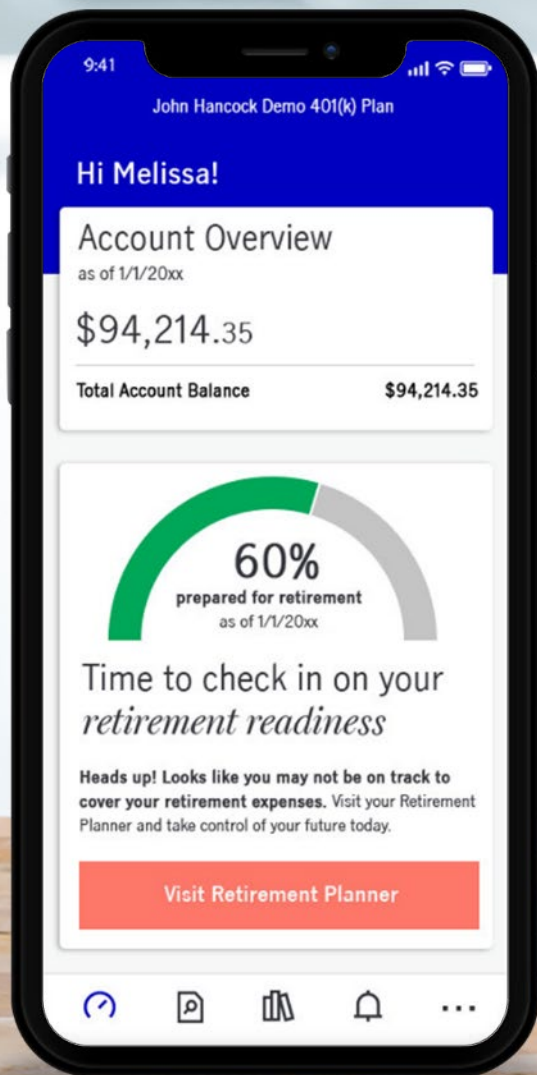 9:41
John Hancock Demo 401(k) Plan
Hi Melissa!
Account Overview
as of 1/1/20xx
$94,214.35
Total Account Balance $94,214.35
60%
prepared for retirement
as of 1/1/20xx
Time to check in on your
retirement readiness
Heads up! Looks like you may not be on track to
cover your retirement expenses. Visit your Retirement
Planner and take control of your future today.
Visit Retirement Planner